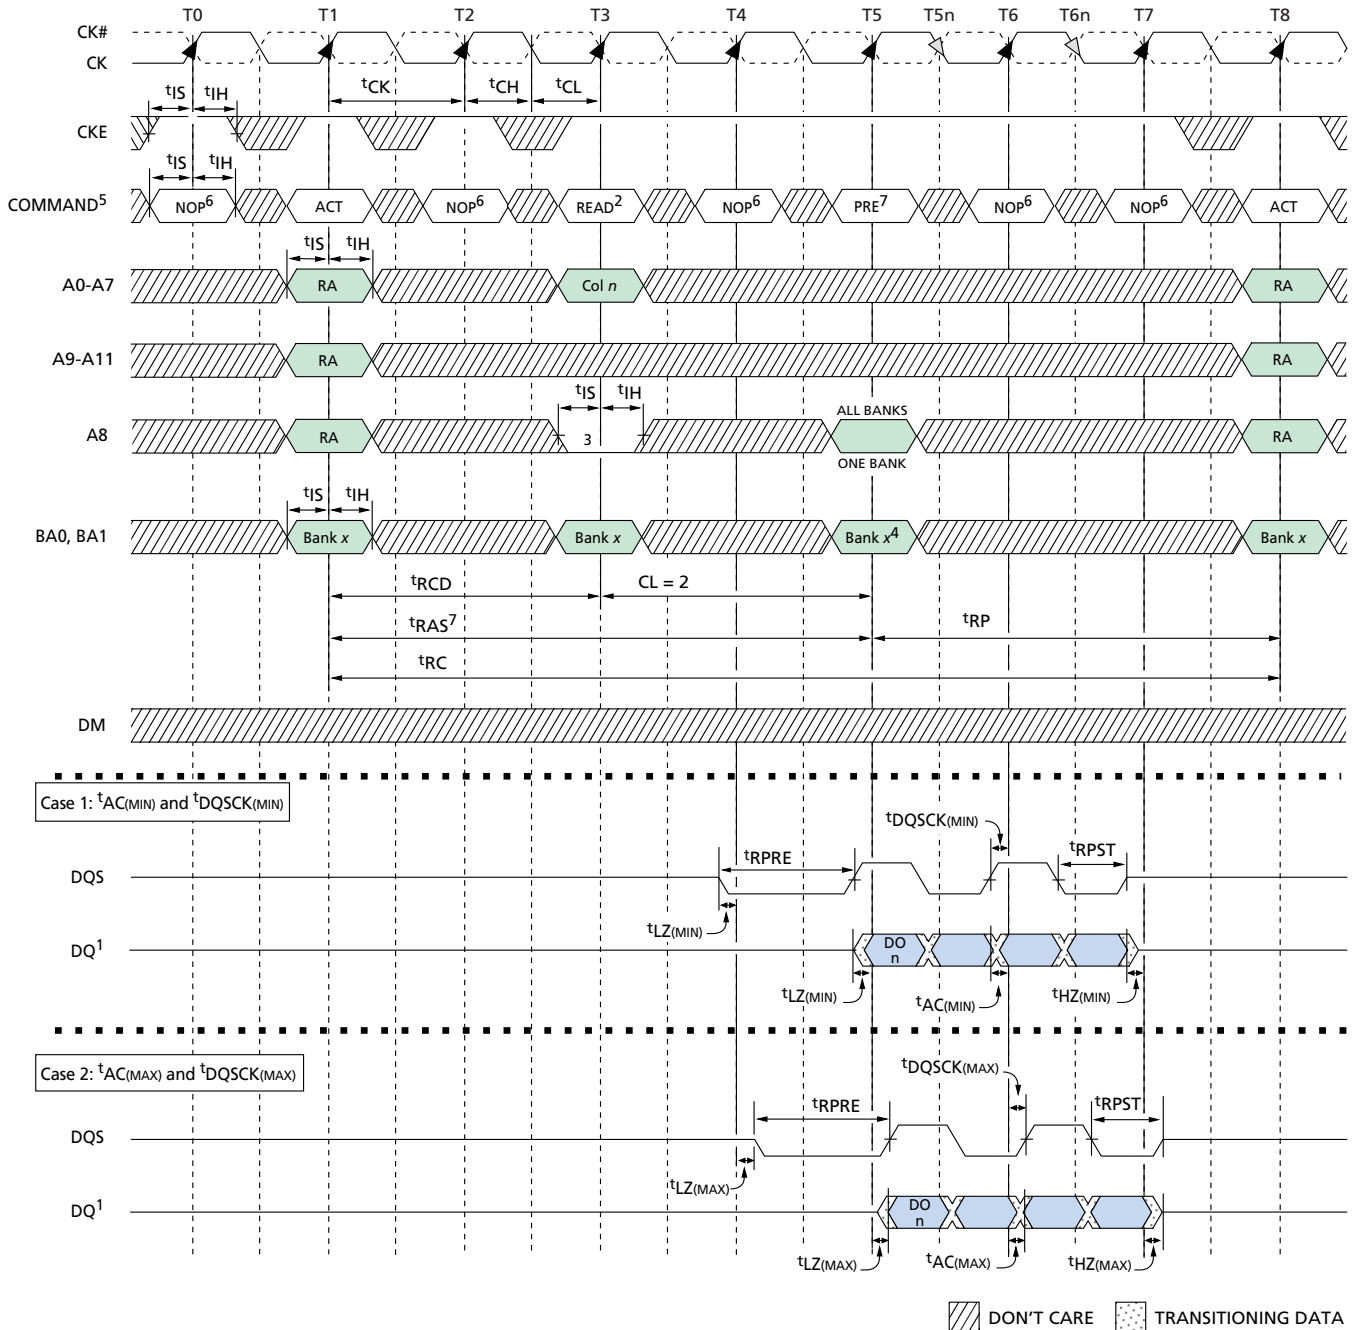 T0 T1 T2 T3 T4 T5 T5n T6 T6n T7 T8
CK#
CK
tCK tCH tCL
tIS tIH
CKE
tIS tIH
COMMAND5 NOP6 ACT NOP6 READ2 NOP6 PRE7 NOP6 NOP6 ACT
tIS tIH
A0-A7 RA Col n RA
A9-A11 RA RA
tIS tIH ALL BANKS
A8 RA 3 RA
ONE BANK
tIS tIH
BA0, BA1 Bank x Bank x Bank x4 Bank x
tRCD CL = 2
tRAS7 tRP
tRC
DM
Case 1: tAC(MIN) and tDQSCK(MIN)
tDQSCK(MIN)
tRPRE tRPST
DQS
tLZ(MIN)
DQ1 DO
n
tLZ(MIN) tAC(MIN) tHZ(MIN)
Case 2: tAC(MAX) and tDQSCK(MAX)
tDQSCK(MAX)
tRPRE tRPST
DQS
tLZ(MAX)
DQ1 DO
n
tLZ(MAX) tAC(MAX) tHZ(MAX)
DON'T CARE TRANSITIONING DATA